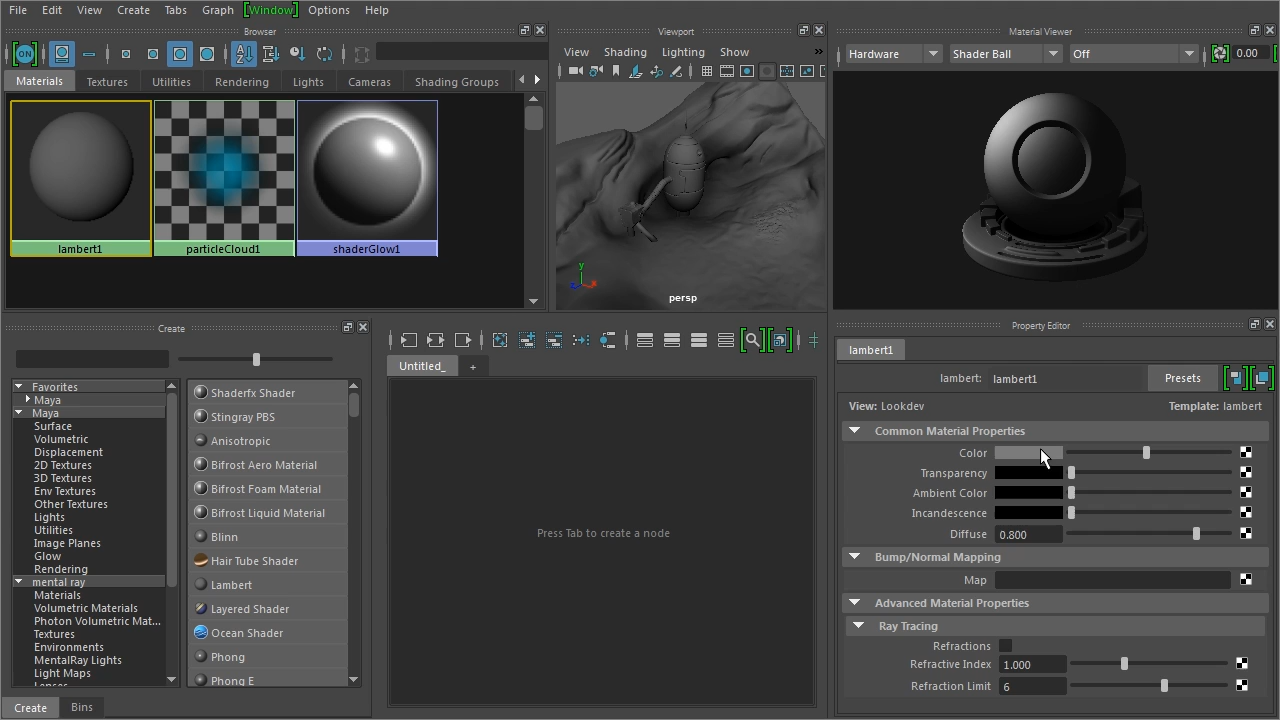 File Edit View Create Tabs Graph [Window] Options Help
Browser
Viewport
Material Viewer
ON
View Shading Lighting Show »
Hardware Shader Ball Off 0.00
Materials Textures Utilities Rendering Lights Cameras Shading Groups
lambert1 particleCloud1 shaderGlow1
y
persp
Create
Property Editor
Untitled_ +
lambert1
lambert: lambert1 Presets
View: Lookdev Template: lambert
Favorites
Maya
Maya
Surface
Volumetric
Displacement
2D Textures
3D Textures
Env Textures
Other Textures
Lights
Utilities
Image Planes
Glow
Rendering
mental ray
Materials
Volumetric Materials
Photon Volumetric Mat...
Textures
Environments
MentalRay Lights
Light Maps
Lenses
Shaderfx Shader
Stingray PBS
Anisotropic
Bifrost Aero Material
Bifrost Foam Material
Bifrost Liquid Material
Blinn
Hair Tube Shader
Lambert
Layered Shader
Ocean Shader
Phong
Phong E
Press Tab to create a node
Common Material Properties
Color
Transparency
Ambient Color
Incandescence
Diffuse 0.800
Bump/Normal Mapping
Map
Advanced Material Properties
Ray Tracing
Refractions
Refractive Index 1.000
Refraction Limit 6
Create Bins